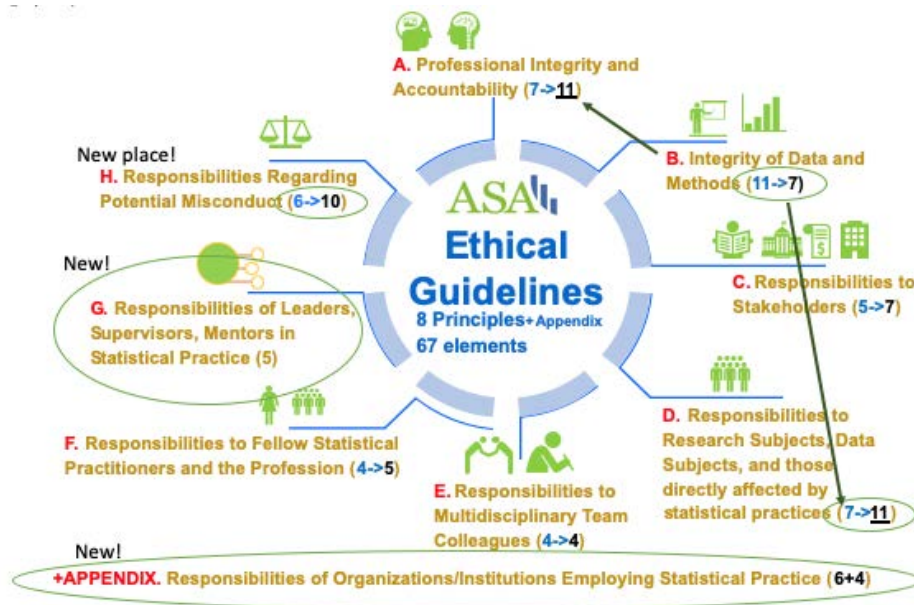 A. Professional Integrity and
Accountability (7->11)
New place!
H. Responsibilities Regarding
Potential Misconduct (6->10)
B. Integrity of Data and
Methods (11->7)
ASA
Ethical
Guidelines
8 Principles+Appendix
67 elements
New!
G. Responsibilities of Leaders,
Supervisors, Mentors in
Statistical Practice (5)
C. Responsibilities to
Stakeholders (5->7)
F. Responsibilities to Fellow Statistical
Practitioners and the Profession (4->5)
D. Responsibilities to
Research Subjects, Data
Subjects, and those
directly affected by
statistical practices (7->11)
E. Responsibilities to
Multidisciplinary Team
Colleagues (4->4)
New!
+APPENDIX. Responsibilities of Organizations/Institutions Employing Statistical Practice (6+4)